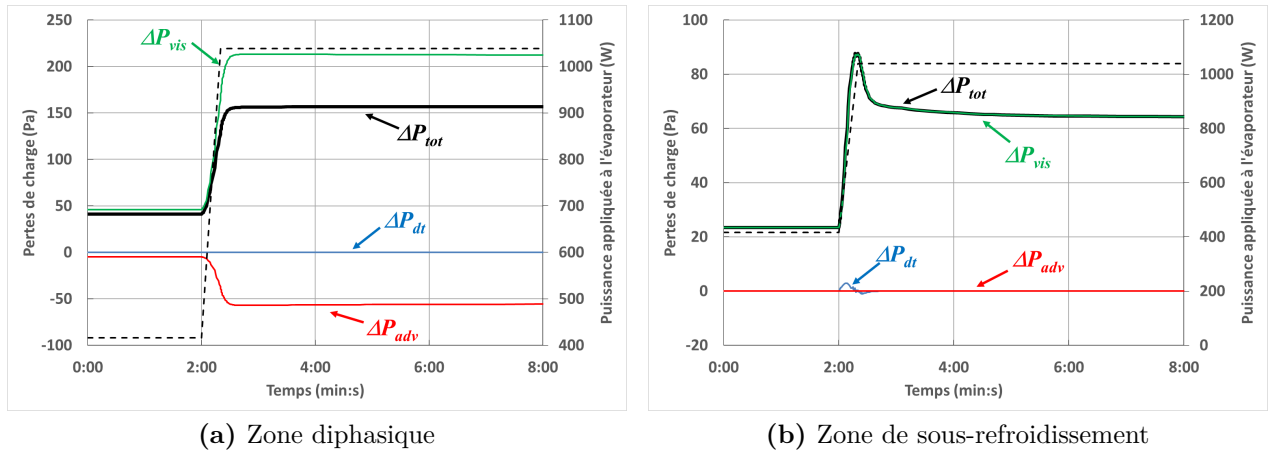 250
200
150
100
50
0
-50
-100
Pertes de charge (Pa)
1100
1000
900
800
700
600
500
400
Puissance appliquée à l'évaporateur (W)
0:00 2:00 4:00 6:00 8:00
Temps (min:s)
ΔPvis
ΔPtot
ΔPdt
ΔPadv
(a) Zone diphasique
100
80
60
40
20
0
-20
Pertes de charge (Pa)
1200
1000
800
600
400
200
0
Puissance appliquée à l'évaporateur (W)
0:00 2:00 4:00 6:00 8:00
Temps (min:s)
ΔPtot
ΔPvis
ΔPdt
ΔPadv
(b) Zone de sous-refroidissement